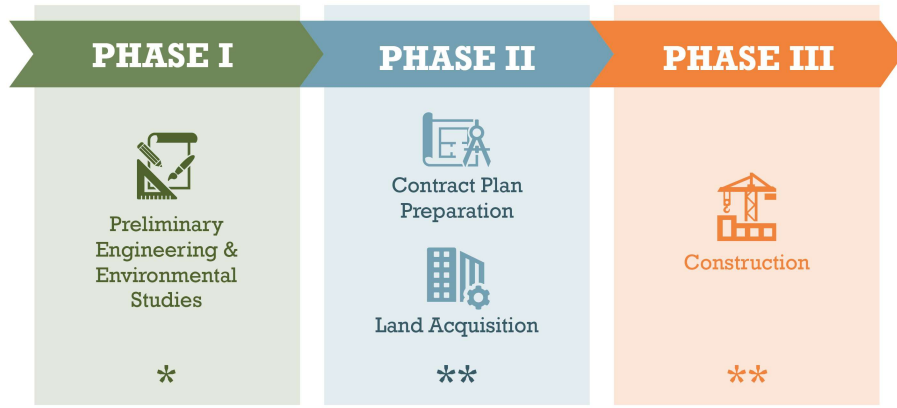 PHASE I
PHASE II
PHASE III
Preliminary
Engineering &
Environmental
Studies
*
Contract Plan
Preparation
Land Acquisition
**
Construction
**